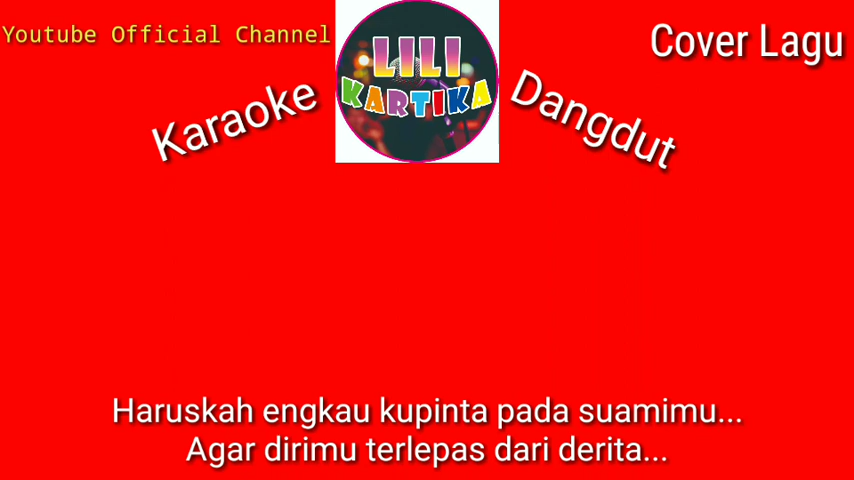 Youtube Official Channel
LILI
KARTIKA
Cover Lagu
Karaoke
Dangdut
Haruskah engkau kupinta pada suamimu...
Agar dirimu terlepas dari derita...